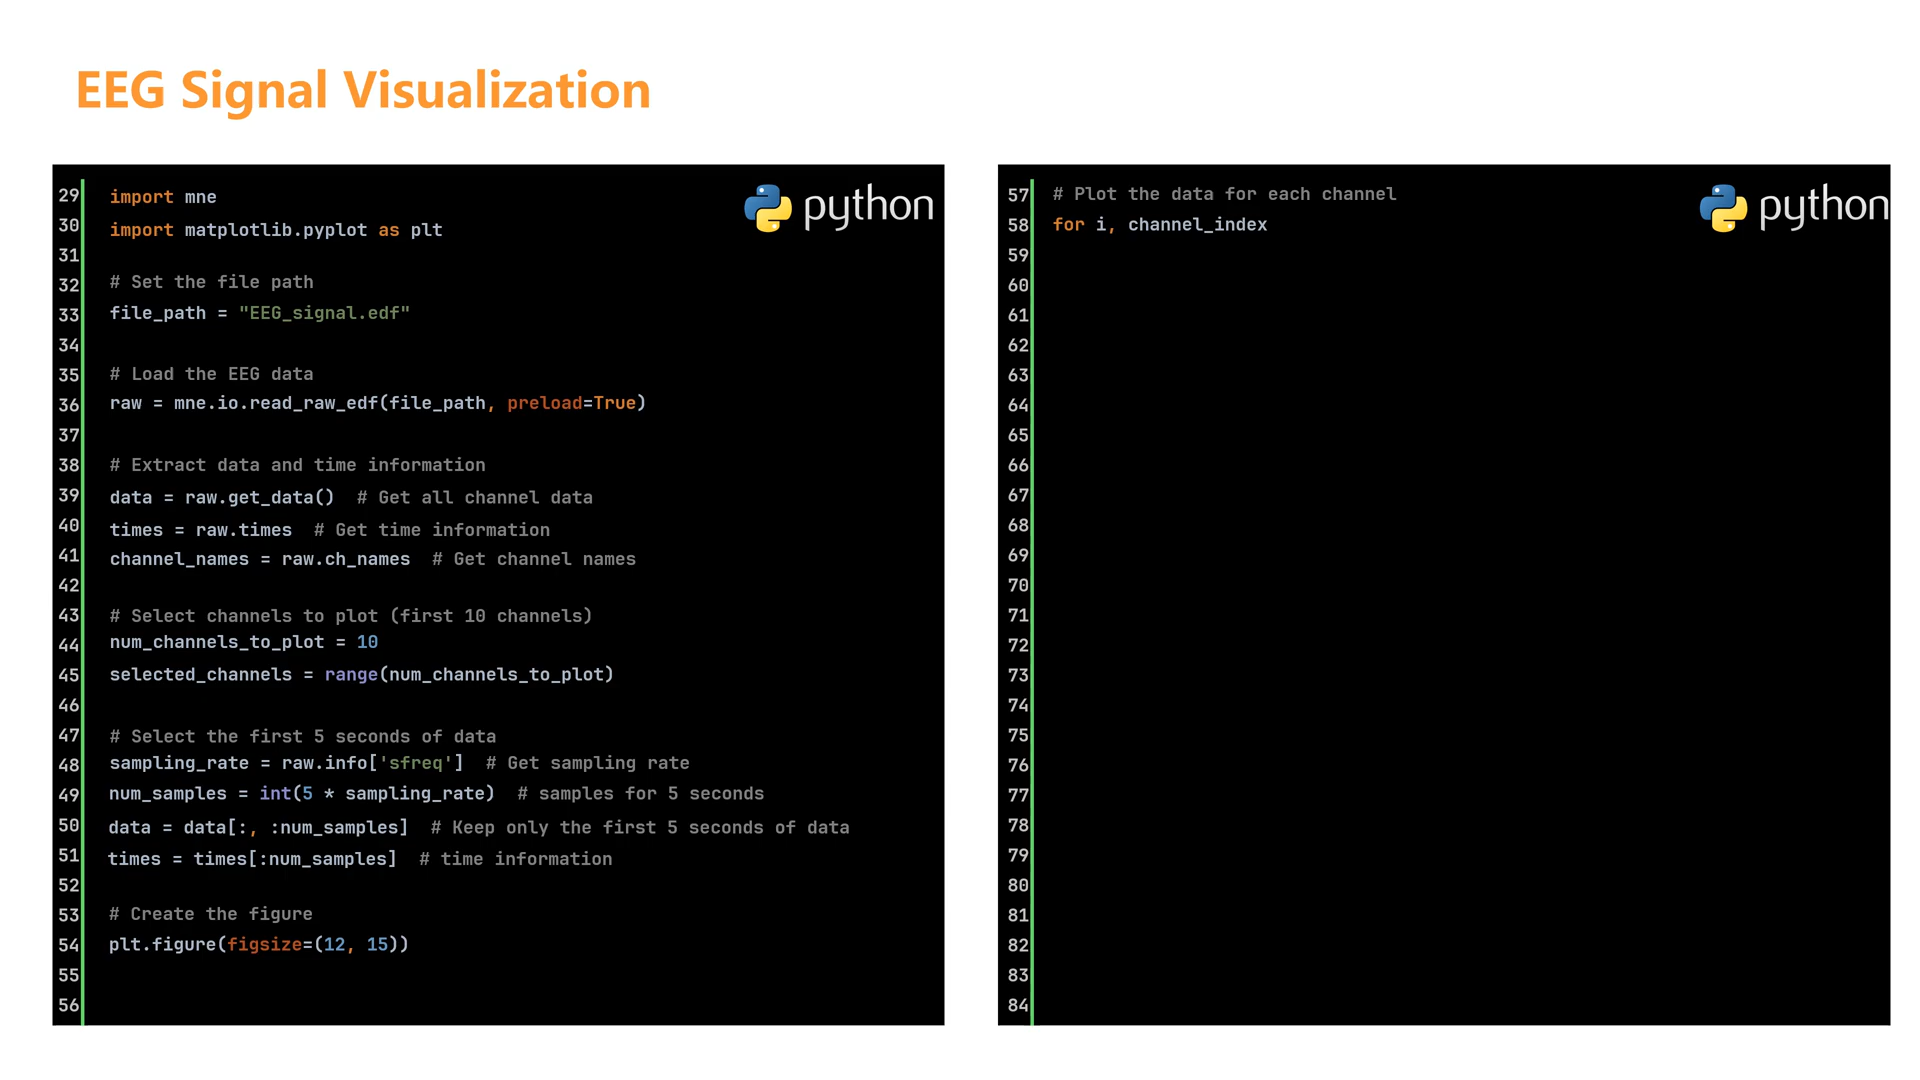 EEG Signal Visualization
29 import mne
30 import matplotlib.pyplot as plt
31
32 # Set the file path
33 file_path = "EEG_signal.edf"
34
35 # Load the EEG data
36 raw = mne.io.read_raw_edf(file_path, preload=True)
37
38 # Extract data and time information
39 data = raw.get_data()  # Get all channel data
40 times = raw.times  # Get time information
41 channel_names = raw.ch_names  # Get channel names
42
43 # Select channels to plot (first 10 channels)
44 num_channels_to_plot = 10
45 selected_channels = range(num_channels_to_plot)
46
47 # Select the first 5 seconds of data
48 sampling_rate = raw.info['sfreq']  # Get sampling rate
49 num_samples = int(5 * sampling_rate)  # samples for 5 seconds
50 data = data[:, :num_samples]  # Keep only the first 5 seconds of data
51 times = times[:num_samples]  # time information
52
53 # Create the figure
54 plt.figure(figsize=(12, 15))
55
56
python
57 # Plot the data for each channel
58 for i, channel_index
59
60
61
62
63
64
65
66
67
68
69
70
71
72
73
74
75
76
77
78
79
80
81
82
83
84
python